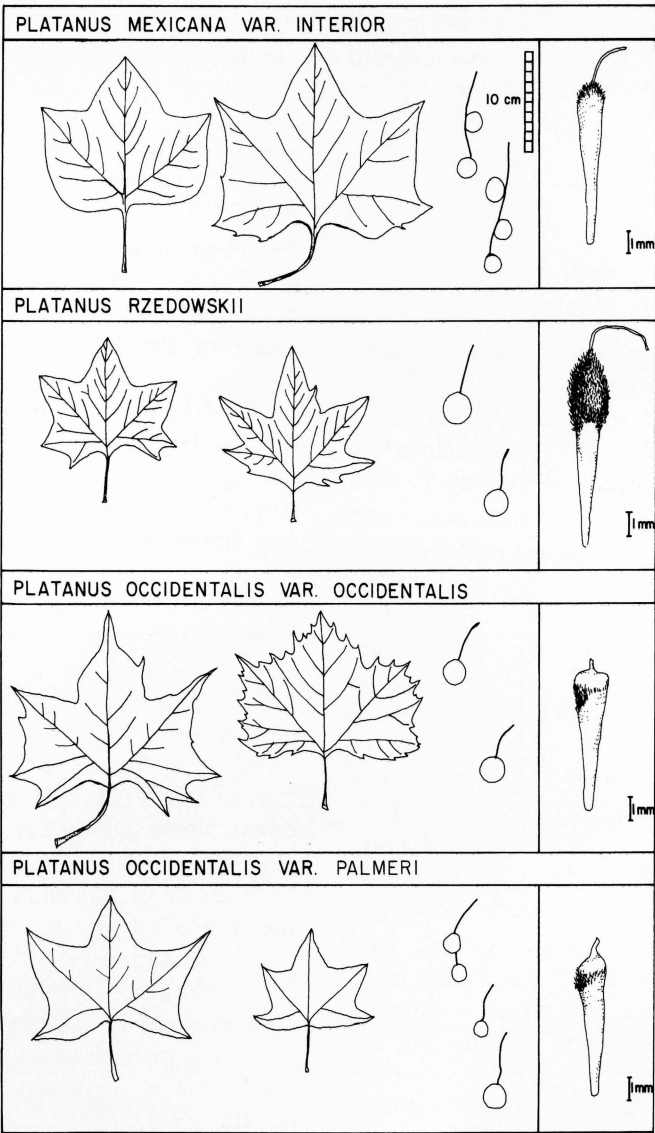 PLATANUS MEXICANA VAR. INTERIOR
10 cm
1 mm
PLATANUS RZEDOWSKII
1 mm
PLATANUS OCCIDENTALIS VAR. OCCIDENTALIS
1 mm
PLATANUS OCCIDENTALIS VAR. PALMERI
1 mm